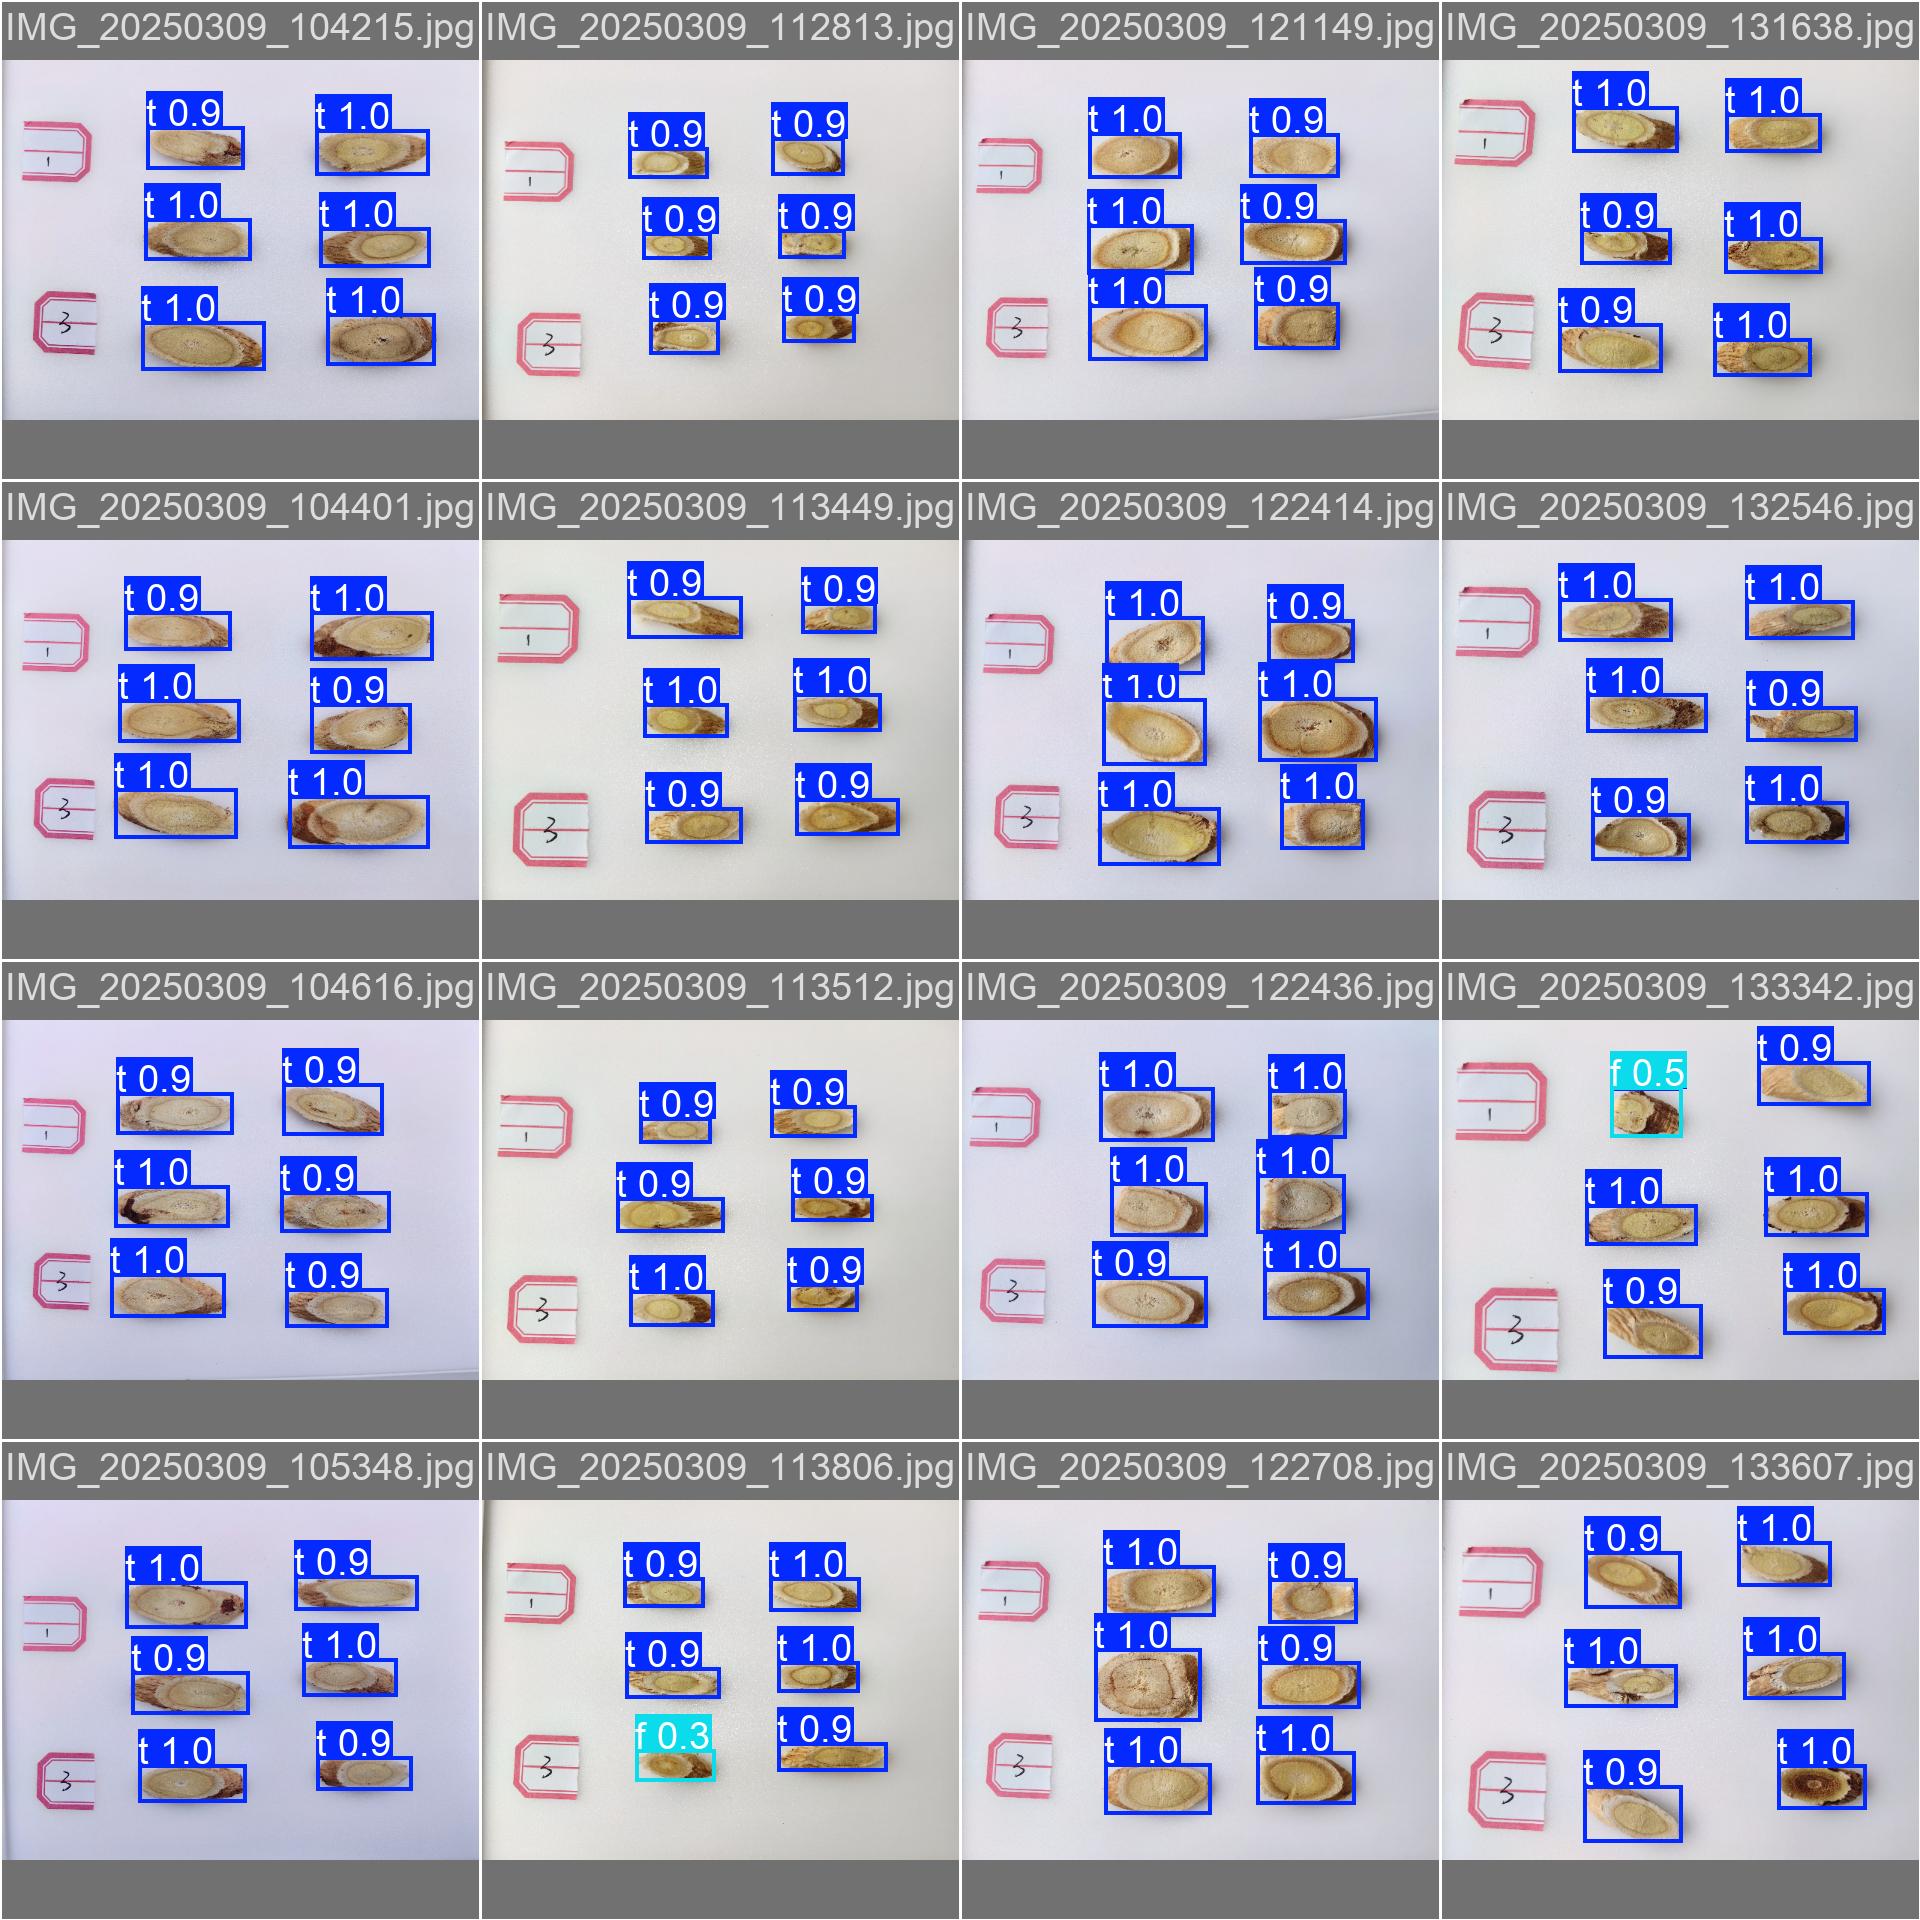 IMG_20250309_104215.jpg
t 0.9
t 1.0
1
t 1.0
t 1.0
3
t 1.0
t 1.0
IMG_20250309_112813.jpg
t 0.9
t 0.9
1
t 0.9
t 0.9
3
t 0.9
t 0.9
IMG_20250309_121149.jpg
t 1.0
t 0.9
1
t 1.0
t 0.9
3
t 1.0
t 0.9
IMG_20250309_131638.jpg
t 1.0
t 1.0
1
t 0.9
t 1.0
3
t 0.9
t 1.0
IMG_20250309_104401.jpg
t 0.9
t 1.0
1
t 1.0
t 0.9
3
t 1.0
t 1.0
IMG_20250309_113449.jpg
t 0.9
t 0.9
1
t 1.0
t 1.0
3
t 0.9
t 0.9
IMG_20250309_122414.jpg
t 1.0
t 0.9
1
t 1.0
t 1.0
3
t 1.0
t 1.0
IMG_20250309_132546.jpg
t 1.0
t 1.0
1
t 1.0
t 0.9
3
t 0.9
t 1.0
IMG_20250309_104616.jpg
t 0.9
t 0.9
1
t 1.0
t 0.9
3
t 1.0
t 0.9
IMG_20250309_113512.jpg
t 0.9
t 0.9
1
t 0.9
t 0.9
3
t 1.0
t 0.9
IMG_20250309_122436.jpg
t 1.0
t 1.0
1
t 1.0
t 1.0
3
t 0.9
t 1.0
IMG_20250309_133342.jpg
f 0.5
t 0.9
1
t 1.0
t 1.0
3
t 0.9
t 1.0
IMG_20250309_105348.jpg
t 1.0
t 0.9
1
t 0.9
t 1.0
3
t 1.0
t 0.9
IMG_20250309_113806.jpg
t 0.9
t 1.0
1
t 0.9
t 1.0
3
f 0.3
t 0.9
IMG_20250309_122708.jpg
t 1.0
t 0.9
1
t 1.0
t 0.9
3
t 1.0
t 1.0
IMG_20250309_133607.jpg
t 0.9
t 1.0
1
t 1.0
t 1.0
3
t 0.9
t 1.0